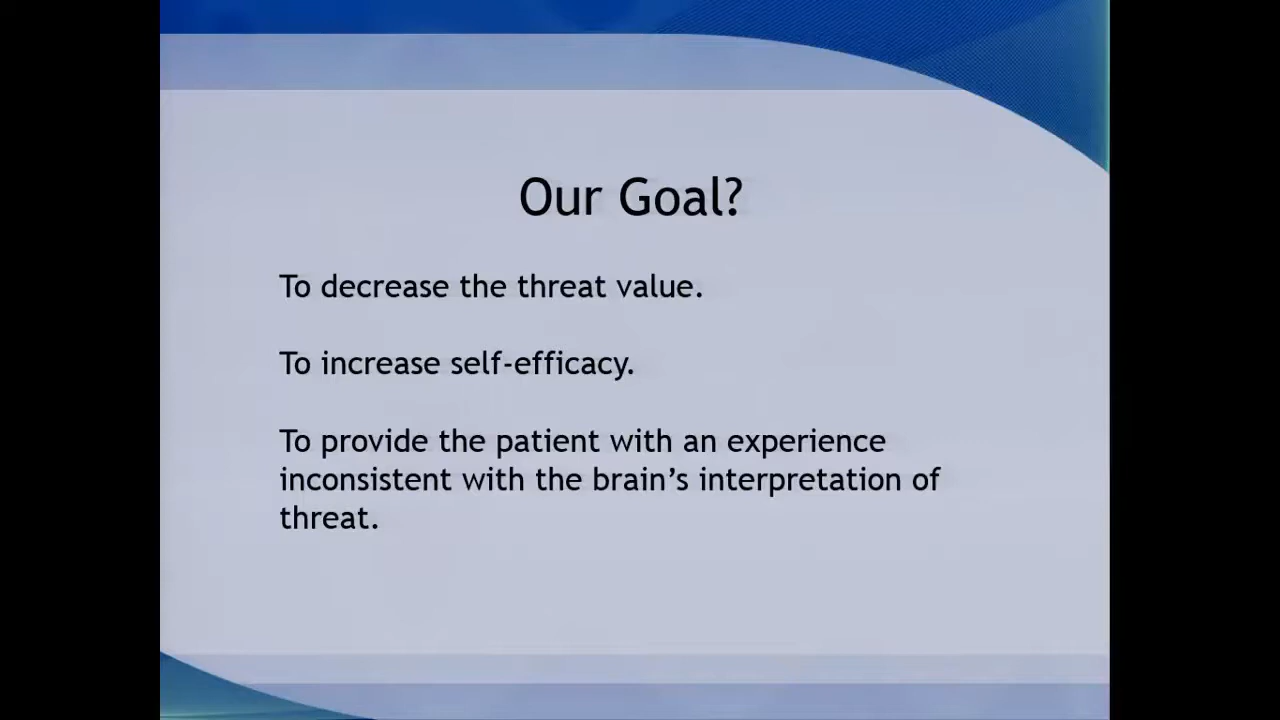 Our Goal?
To decrease the threat value.
To increase self-efficacy.
To provide the patient with an experience
inconsistent with the brain’s interpretation of
threat.